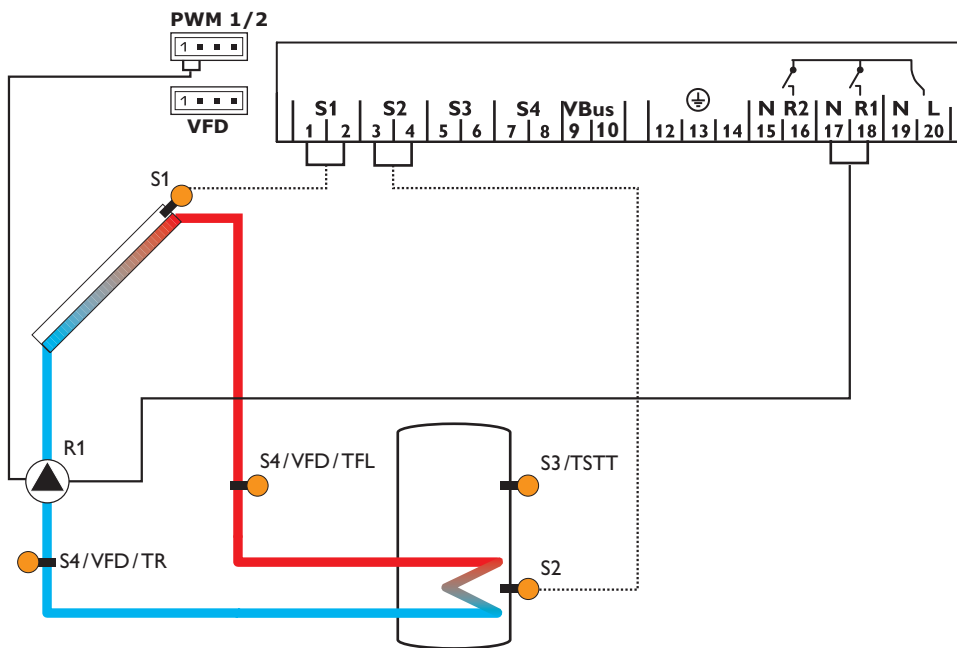 PWM 1/2
1
1
VFD
S1 S2 S3 S4 VBus N R2 N R1 N L
1 2 3 4 5 6 7 8 9 10 12 13 14 15 16 17 18 19 20
S1
R1
S4/VFD/TFL
S3/TSTT
S4/VFD/TR
S2